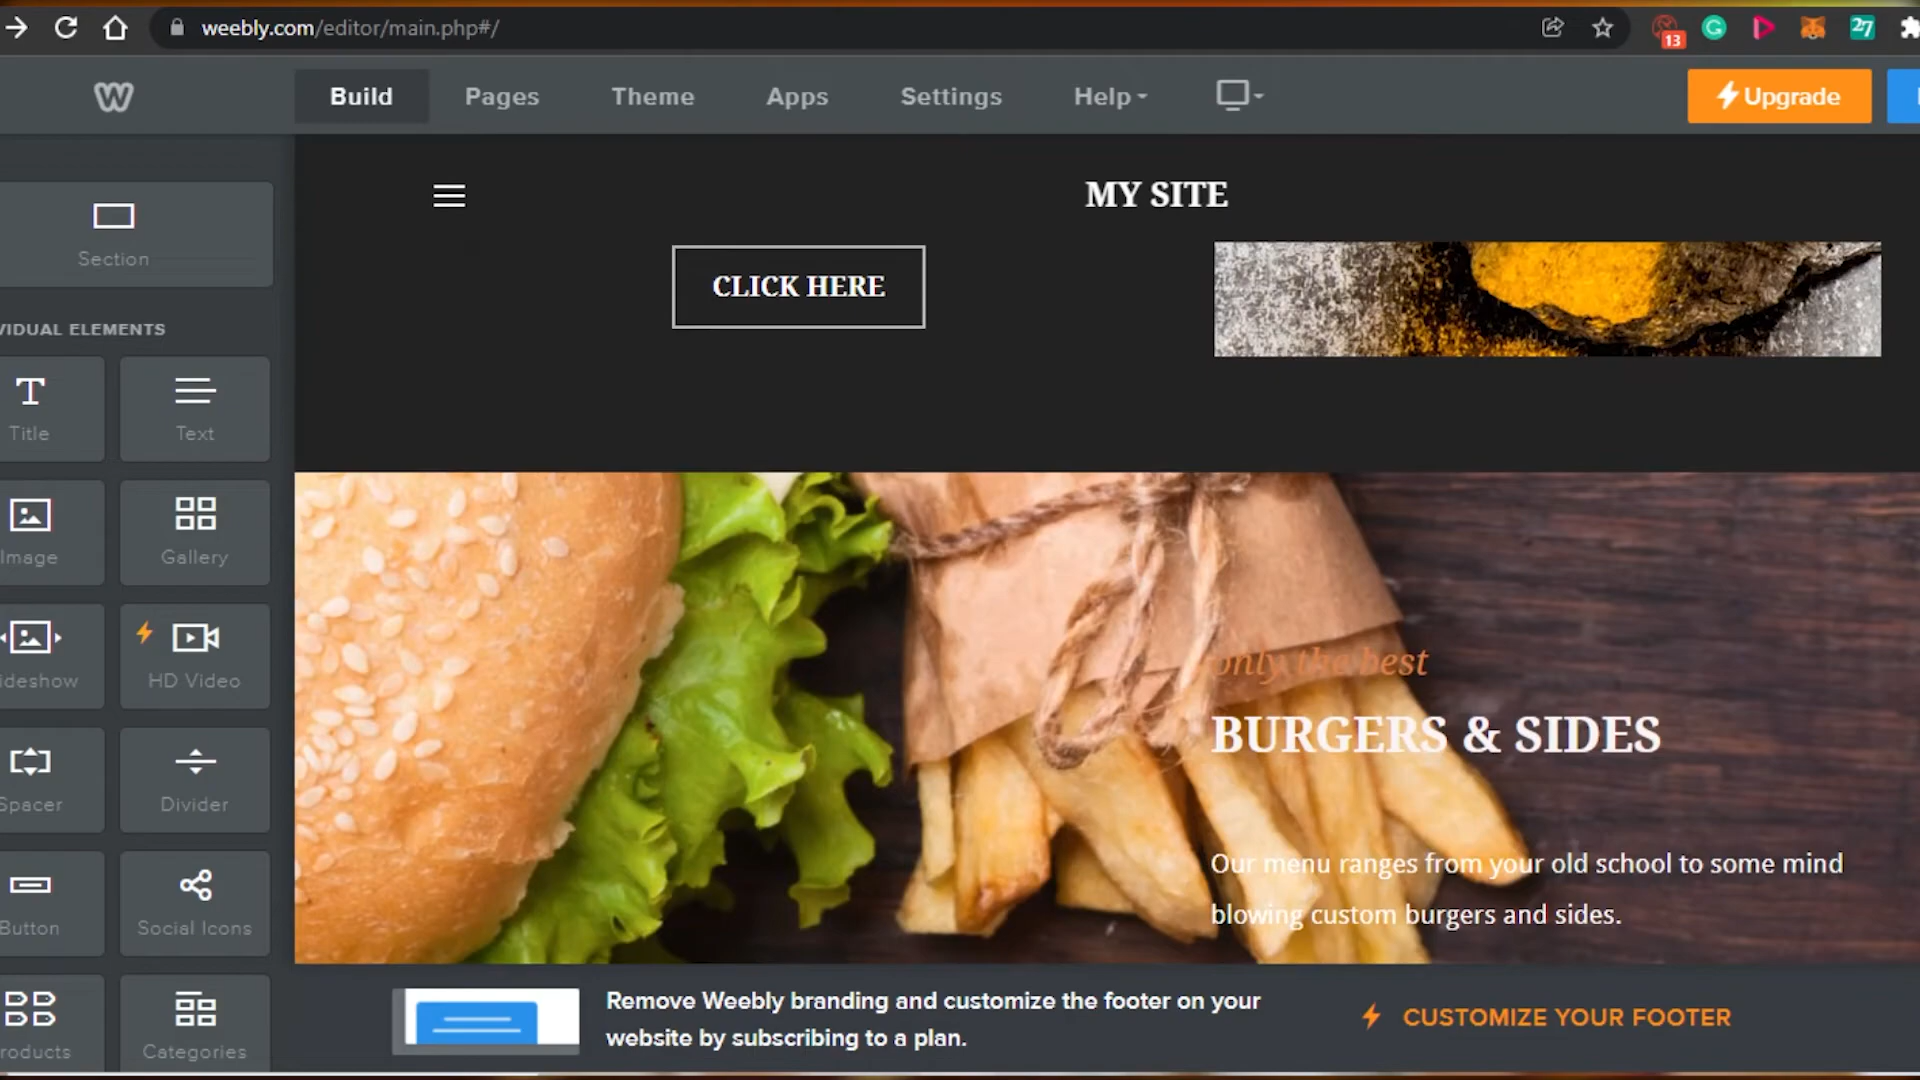 weebly.com/editor/main.php#/
13
G
27
Build
Pages
Theme
Apps
Settings
Help
Upgrade
Section
MY SITE
CLICK HERE
VIDUAL ELEMENTS
Title
Text
Image
Gallery
ideshow
HD Video
Spacer
Divider
Button
Social Icons
roducts
Categories
only the best
BURGERS & SIDES
Our menu ranges from your old school to some mind
blowing custom burgers and sides.
Remove Weebly branding and customize the footer on your
website by subscribing to a plan.
CUSTOMIZE YOUR FOOTER